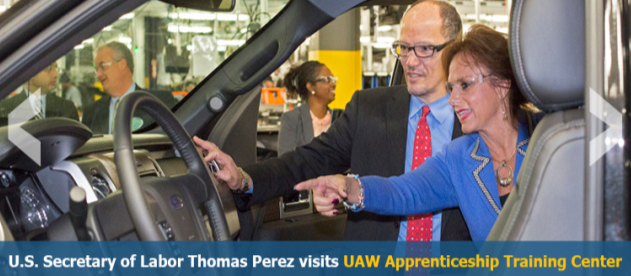 U.S. Secretary of Labor Thomas Perez visits UAW Apprenticeship Training Center